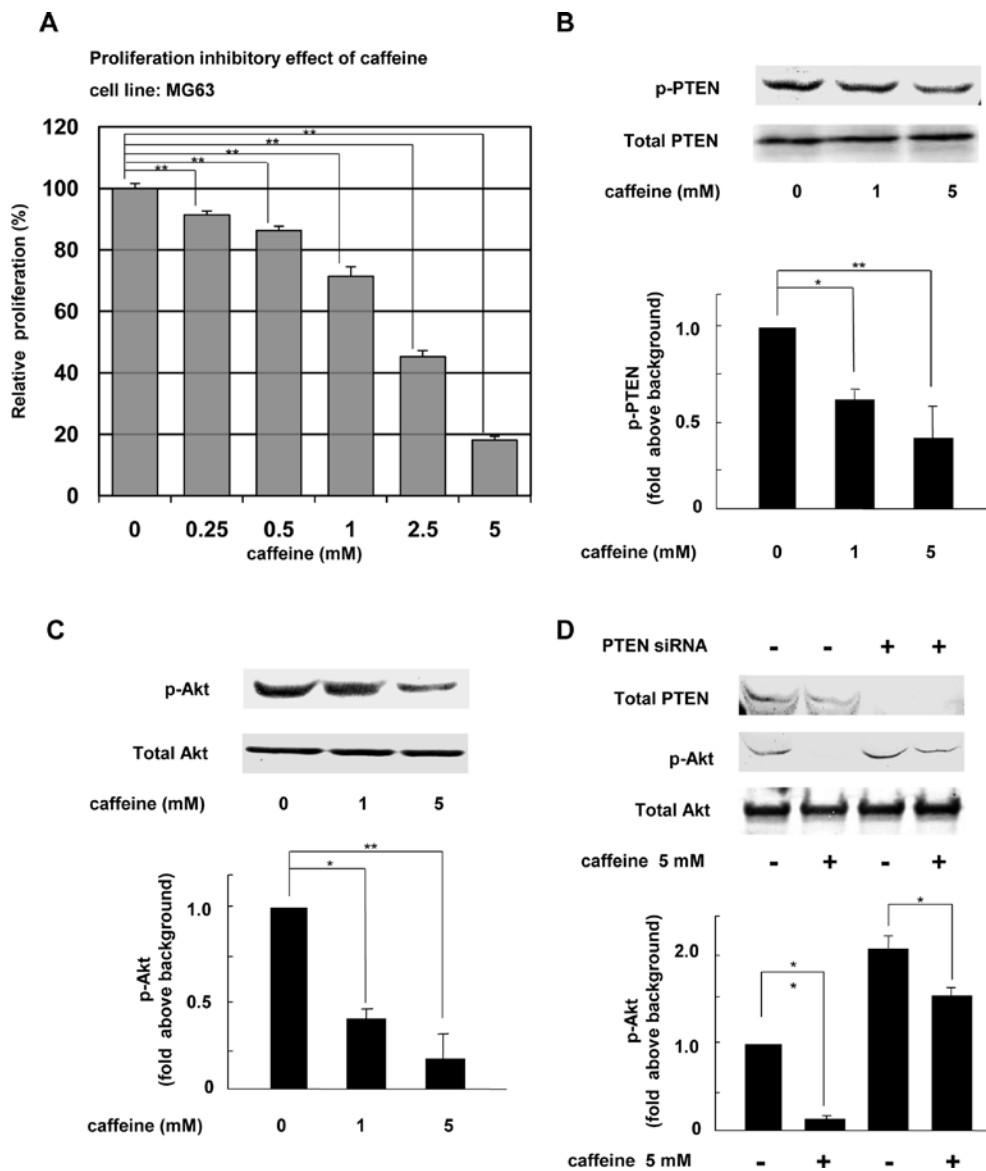 A
Proliferation inhibitory effect of caffeine
cell line: MG63
120
100
80
60
40
20
0
Relative proliferation (%)
**
**
**
**
**
0 0.25 0.5 1 2.5 5
caffeine (mM)
B
p-PTEN
Total PTEN
caffeine (mM) 0 1 5
**
*
1.0
0.5
0
p-PTEN
(fold above background)
caffeine (mM) 0 1 5
C
p-Akt
Total Akt
caffeine (mM) 0 1 5
**
*
1.0
0.5
0
p-Akt
(fold above background)
caffeine (mM) 0 1 5
D
PTEN siRNA - - + +
Total PTEN
p-Akt
Total Akt
caffeine 5 mM - + - +
*
*
*
2.0
1.0
0
p-Akt
(fold above background)
caffeine 5 mM - + - +